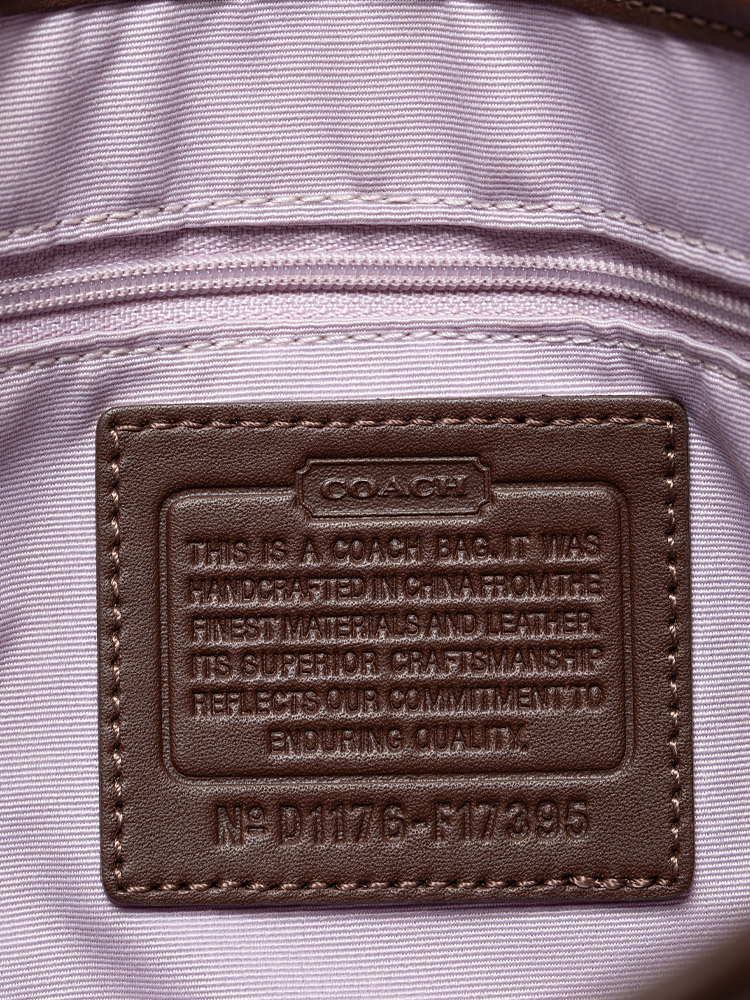 COACH
THIS IS A COACH BAG. IT WAS
HANDCRAFTED IN CHINA FROM THE
FINEST MATERIALS AND LEATHER.
ITS SUPERIOR CRAFTSMANSHIP
REFLECTS OUR COMMITMENT TO
ENDURING QUALITY.
Nº D1176-F17395